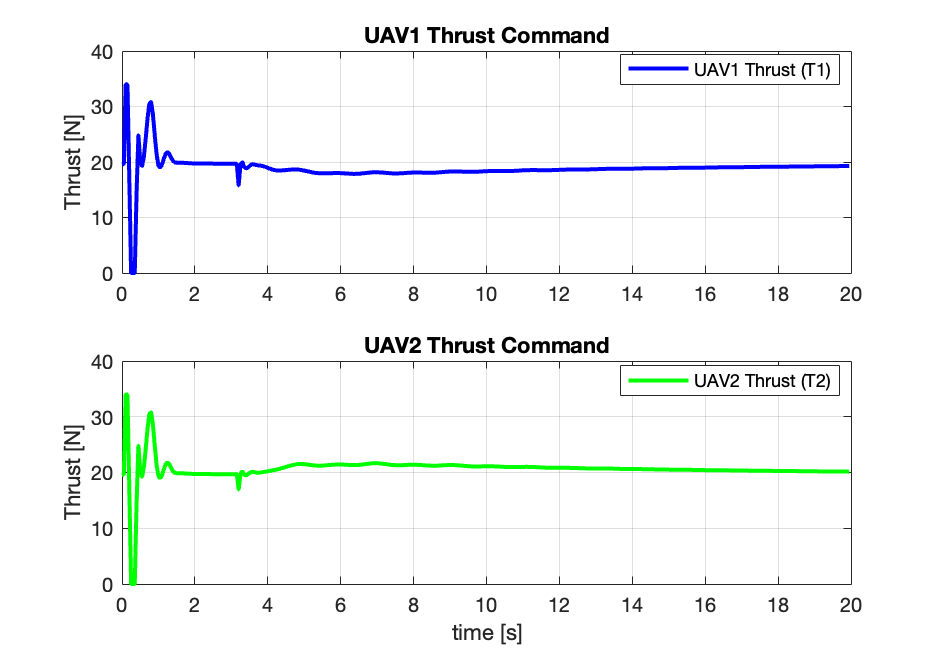 UAV1 Thrust Command
UAV1 Thrust (T1)
Thrust [N]
40
30
20
10
0
0 2 4 6 8 10 12 14 16 18 20
UAV2 Thrust Command
UAV2 Thrust (T2)
Thrust [N]
40
30
20
10
0
0 2 4 6 8 10 12 14 16 18 20
time [s]